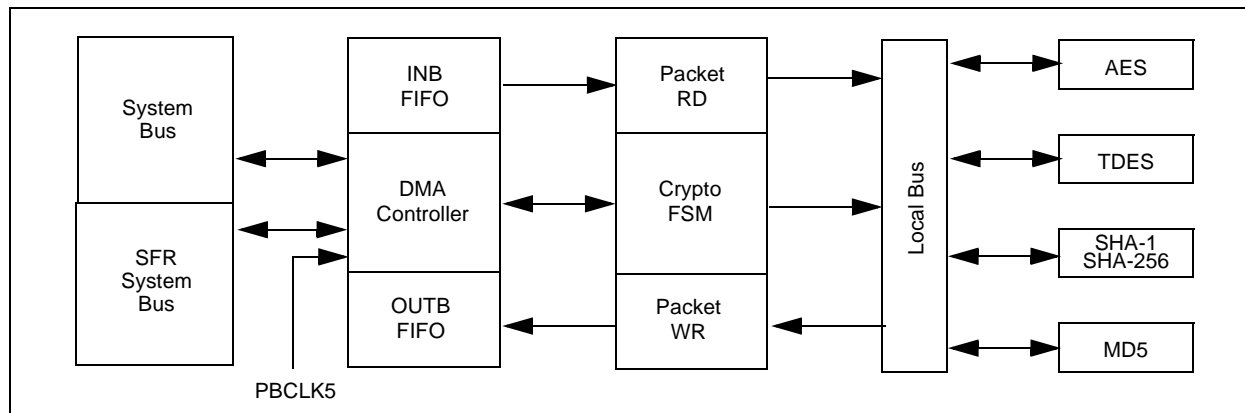 System
Bus
SFR
System
Bus
INB
FIFO
DMA
Controller
OUTB
FIFO
PBCLK5
Packet
RD
Crypto
FSM
Packet
WR
Local Bus
AES
TDES
SHA-1
SHA-256
MD5